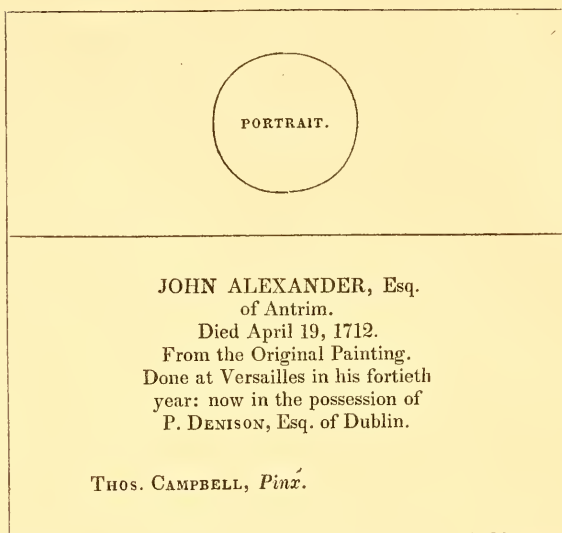 PORTRAIT.
JOHN ALEXANDER, Esq.
of Antrim.
Died April 19, 1712.
From the Original Painting.
Done at Versailles in his fortieth
year: now in the possession of
P. DENISON, Esq. of Dublin.
THOS. CAMPBELL, Pinx́.